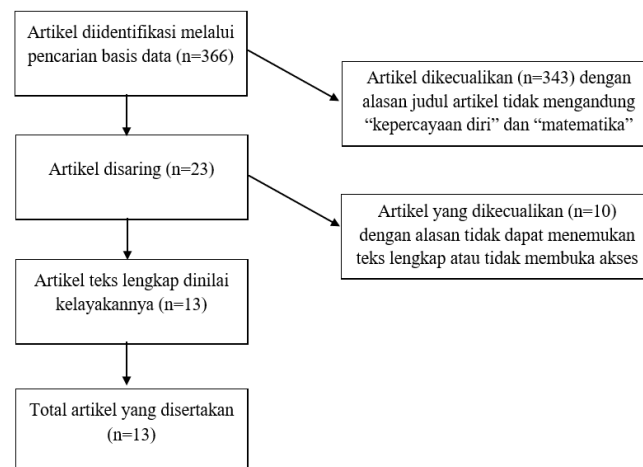 Artikel diidentifikasi melalui
pencarian basis data (n=366)
Artikel dikecualikan (n=343) dengan
alasan judul artikel tidak mengandung
“kepercayaan diri” dan “matematika”
Artikel disaring (n=23)
Artikel yang dikecualikan (n=10)
dengan alasan tidak dapat menemukan
teks lengkap atau tidak membuka akses
Artikel teks lengkap dinilai
kelayakannya (n=13)
Total artikel yang disertakan
(n=13)